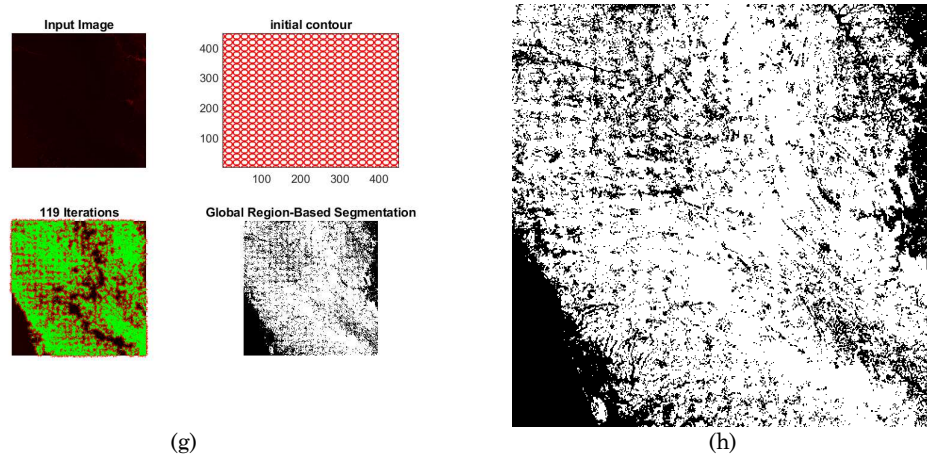 Input Image
initial contour
400
300
200
100
100 200 300 400
119 Iterations
Global Region-Based Segmentation
(g)
(h)